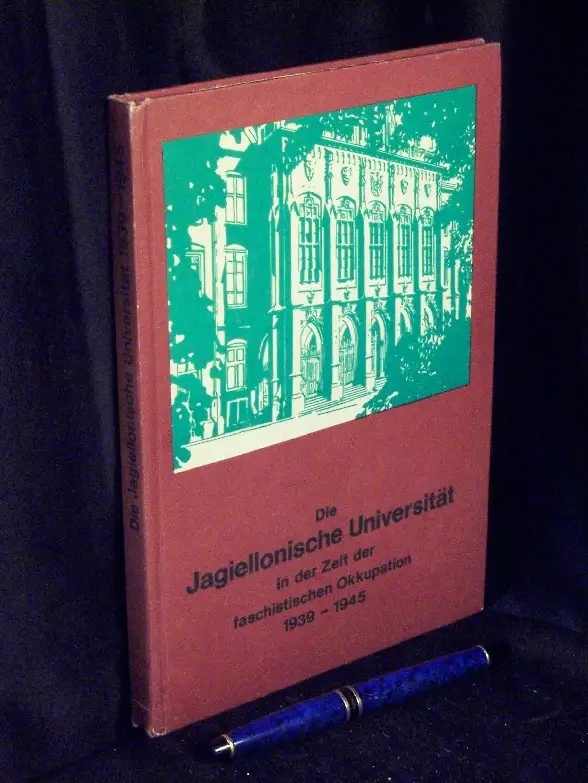 Die Jagiellonische Universität 1939-1945
Die
Jagiellonische Universität
in der Zeit der
faschistischen Okkupation
1939 - 1945